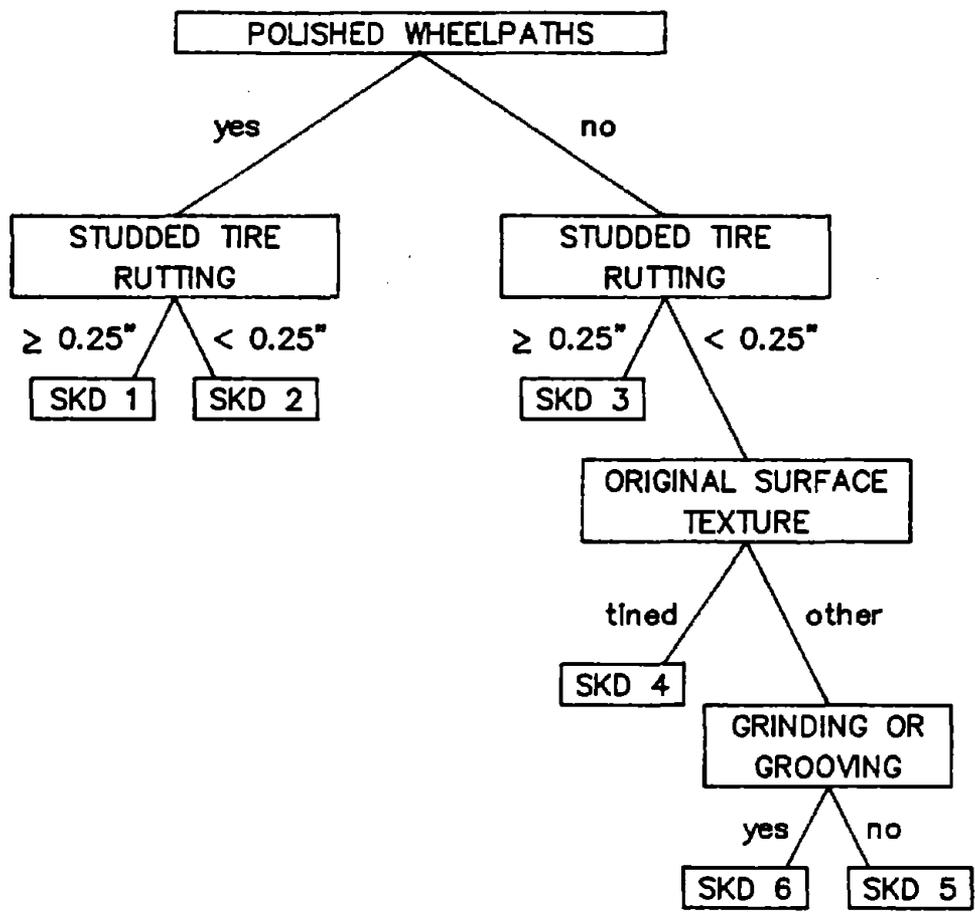 POLISHED WHEELPATHS
yes
no
STUDDED TIRE
RUTTING
STUDDED TIRE
RUTTING
≥ 0.25"
< 0.25"
≥ 0.25"
< 0.25"
SKD 1
SKD 2
SKD 3
ORIGINAL SURFACE
TEXTURE
tined
other
SKD 4
GRINDING OR
GROOVING
yes
no
SKD 6
SKD 5